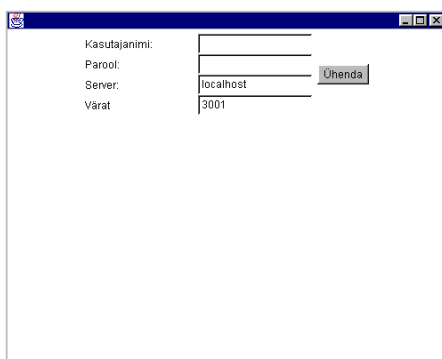 Kasutajanimi:
Parool:
Ühenda
Server: localhost
Värat 3001